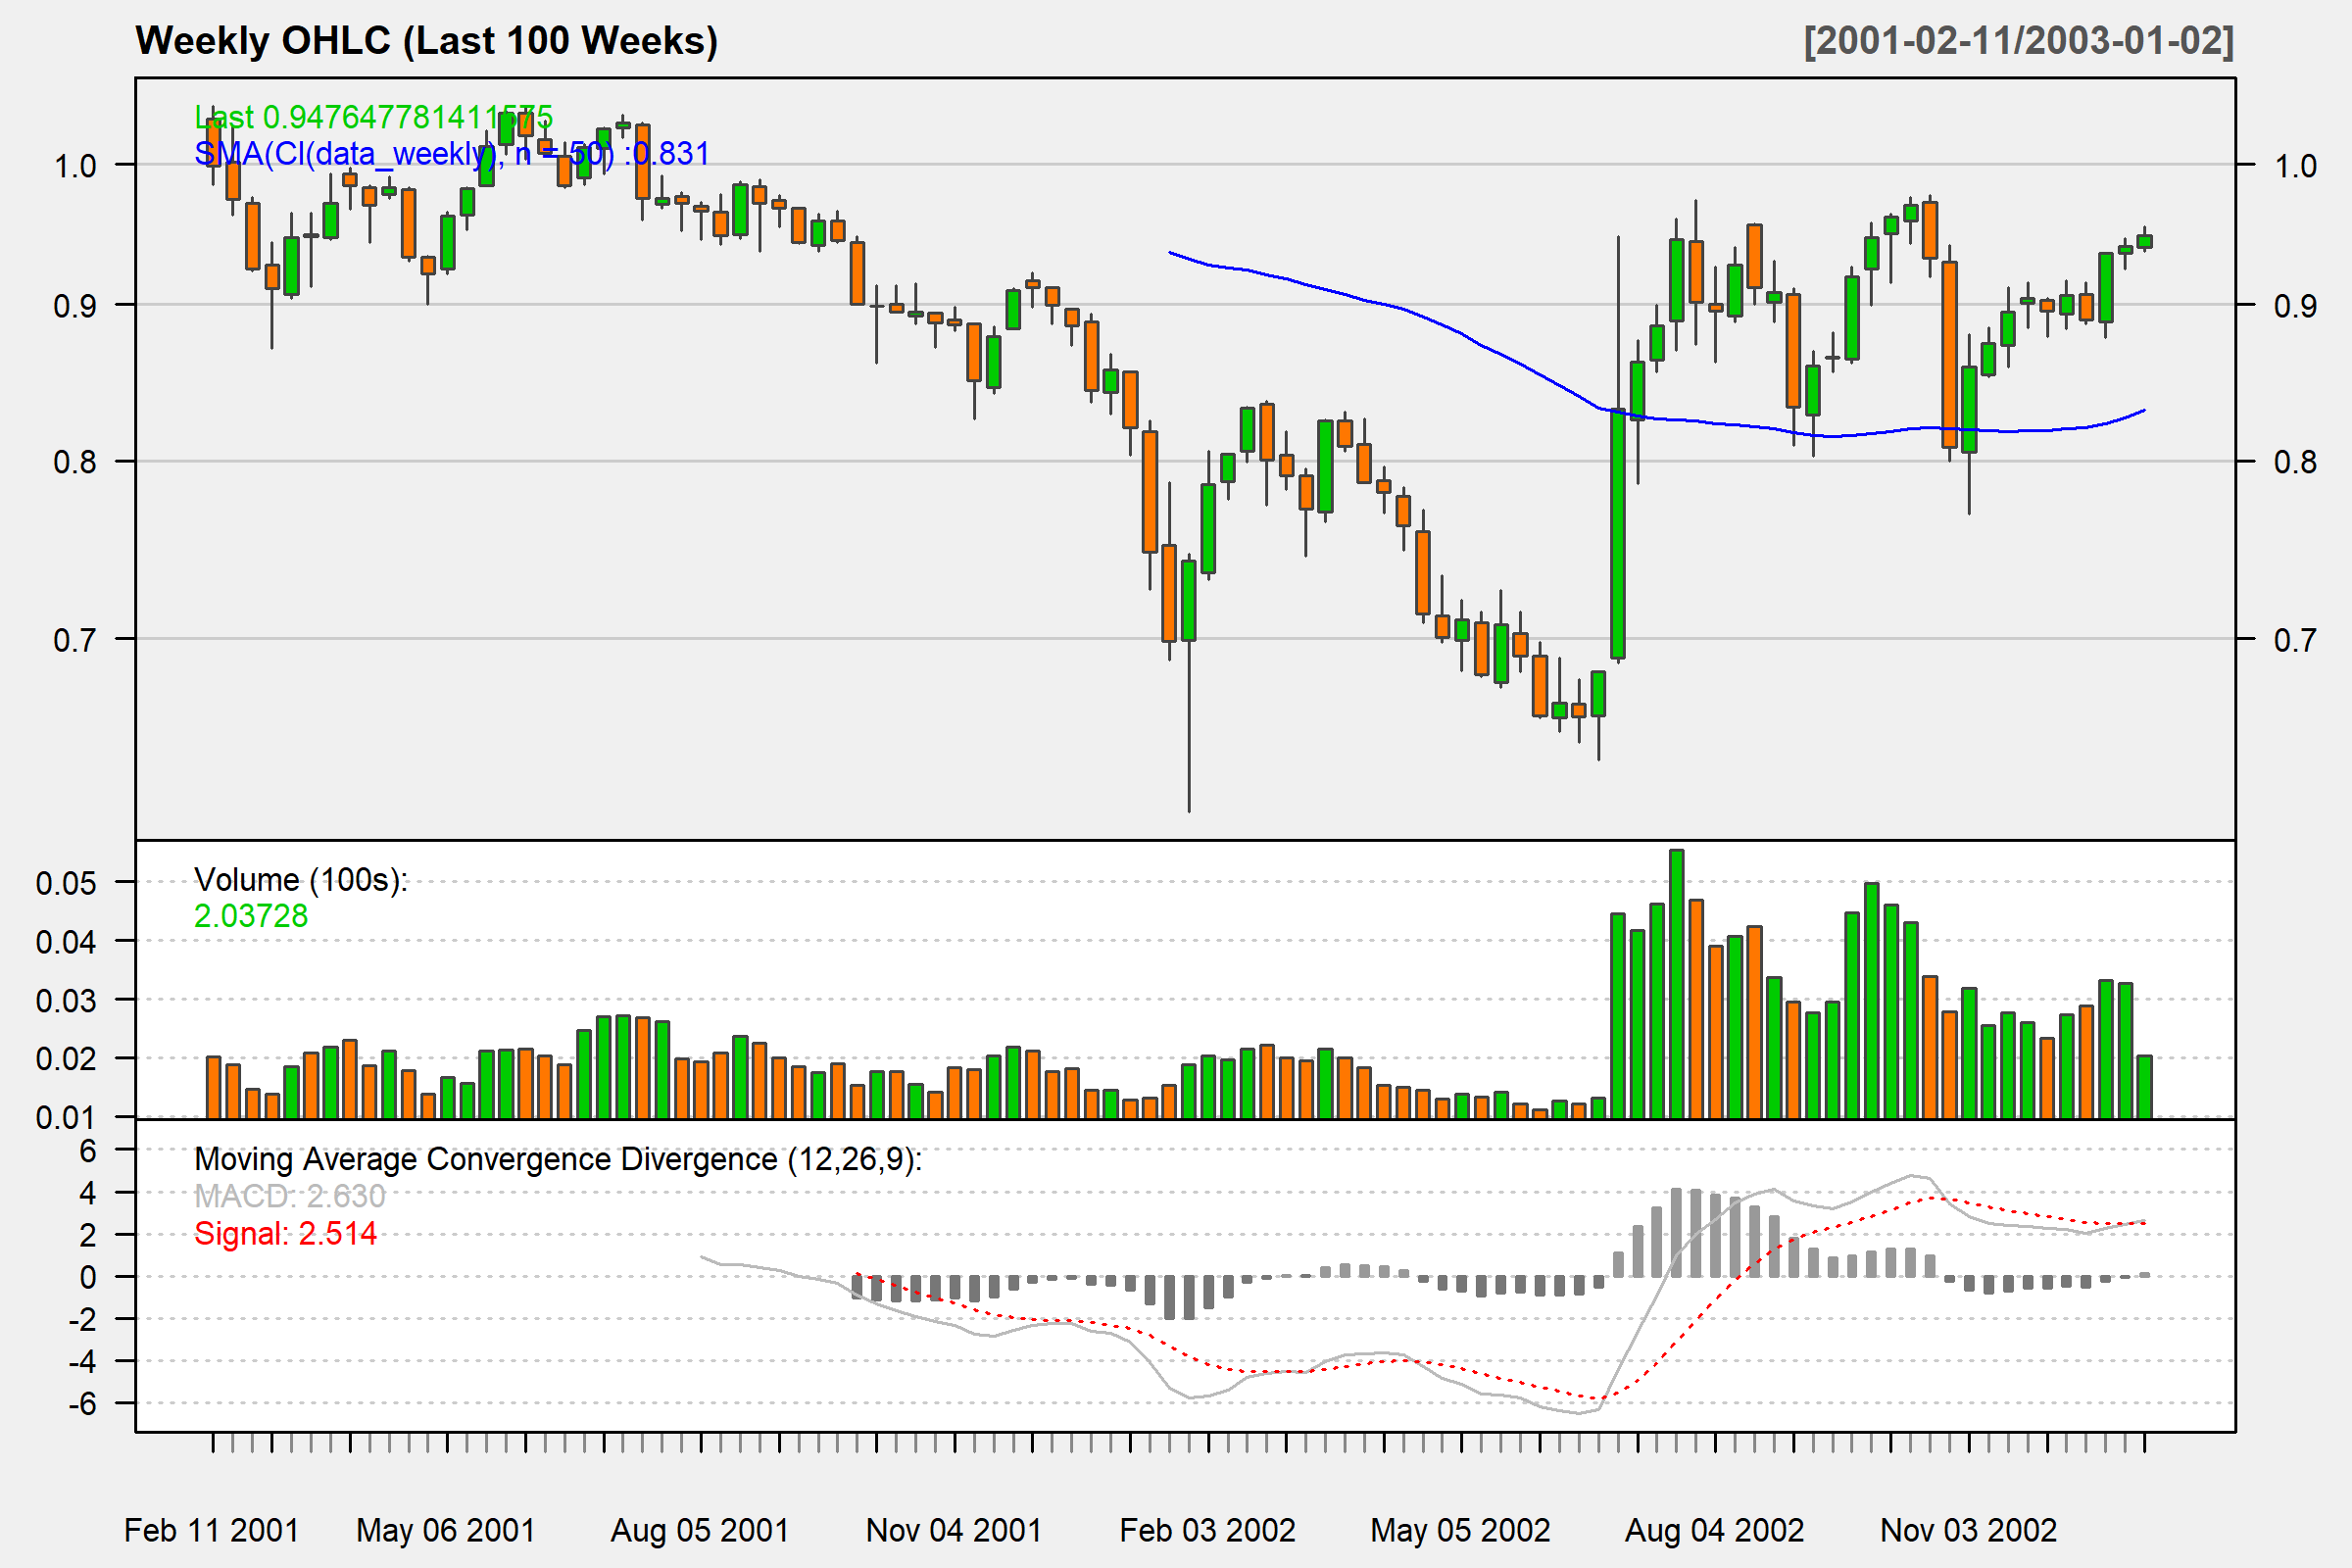 Weekly OHLC (Last 100 Weeks) [2001-02-11/2003-01-02]
Last 0.947647781411575
SMA(Cl(data_weekly), n = 50) :0.831
1.0 1.0
0.9 0.9
0.8 0.8
0.7 0.7
Volume (100s):
2.03728
0.05
0.04
0.03
0.02
0.01
Moving Average Convergence Divergence (12,26,9):
MACD: 2.630
Signal: 2.514
6
4
2
0
-2
-4
-6
Feb 11 2001 May 06 2001 Aug 05 2001 Nov 04 2001 Feb 03 2002 May 05 2002 Aug 04 2002 Nov 03 2002